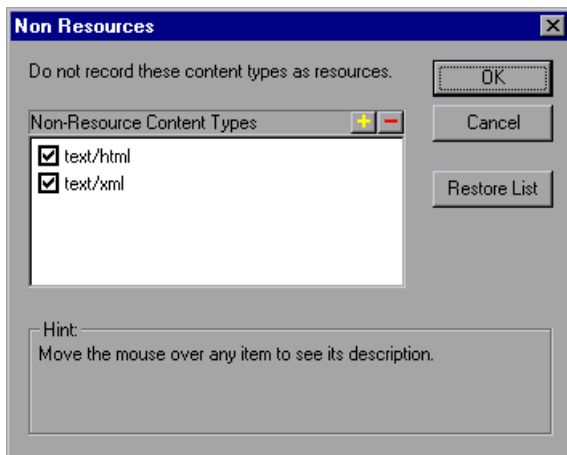 Non Resources
Do not record these content types as resources.
OK
Non-Resource Content Types
Cancel
text/html
text/xml
Restore List
Hint:
Move the mouse over any item to see its description.